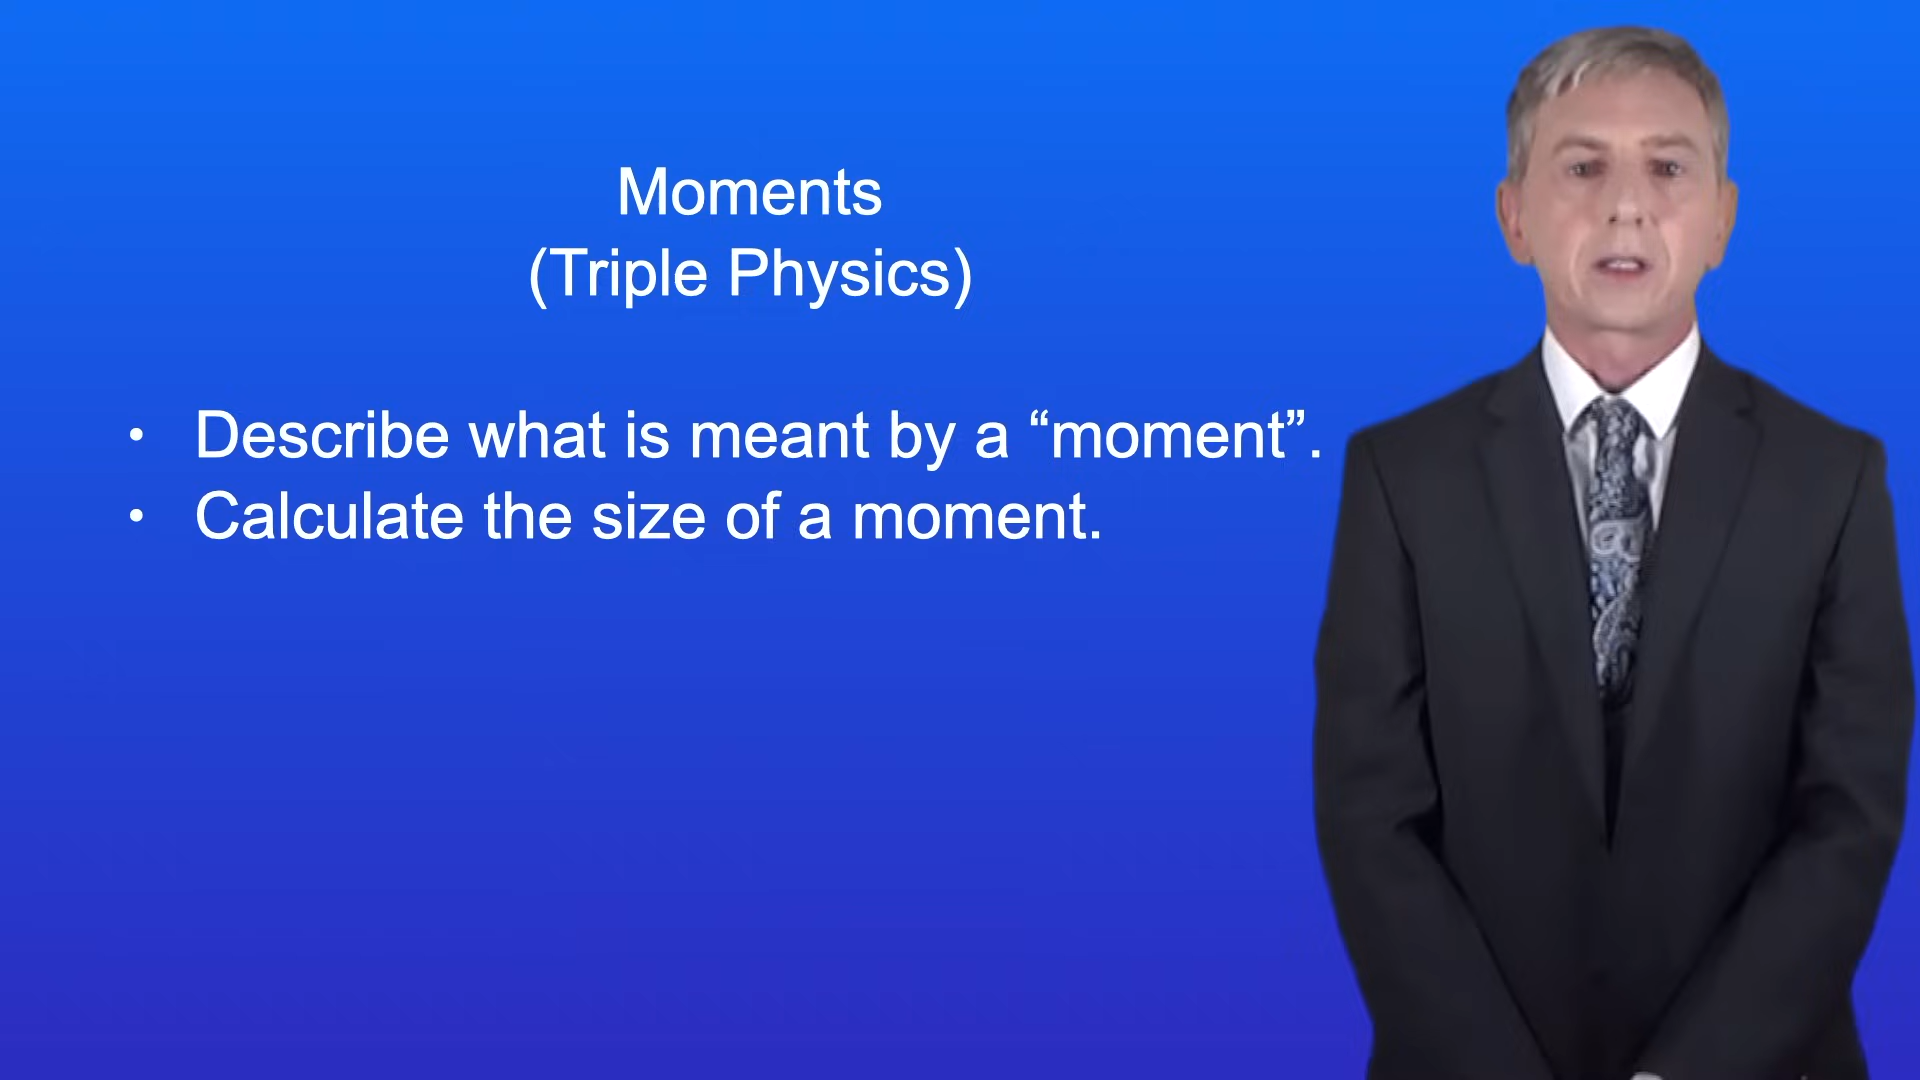 Moments
(Triple Physics)
• Describe what is meant by a “moment”.
• Calculate the size of a moment.